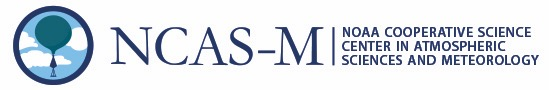 NCAS-M
NOAA COOPERATIVE SCIENCE
CENTER IN ATMOSPHERIC
SCIENCES AND METEOROLOGY